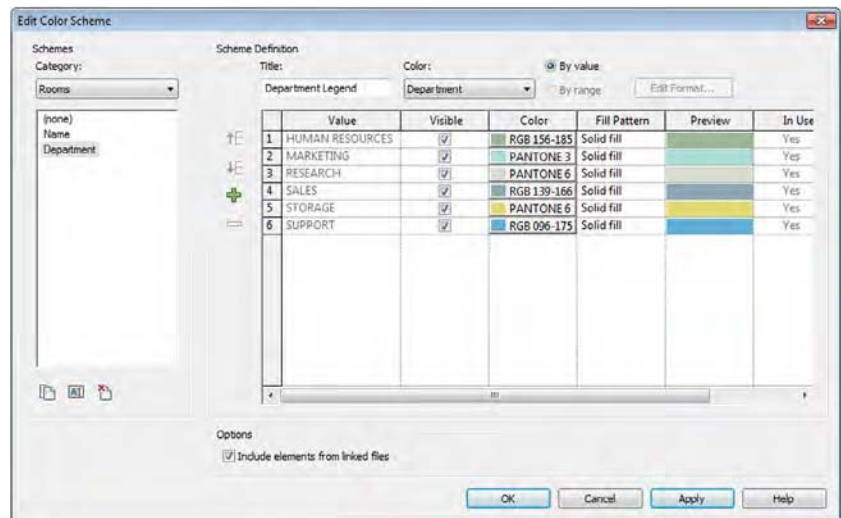 Edit Color Scheme
Schemes
Category:
Rooms
(none)
Name
Department
Scheme Definition
Title:
Color:
By value
Department Legend
Department
By range
Edit Format...
Value Visible Color Fill Pattern Preview In Use
1 HUMAN RESOURCES RGB 156-185 Solid fill Yes
2 MARKETING PANTONE 3 Solid fill Yes
3 RESEARCH PANTONE 6 Solid fill Yes
4 SALES RGB 139-166 Solid fill Yes
5 STORAGE PANTONE 6 Solid fill Yes
6 SUPPORT RGB 096-175 Solid fill Yes
AI
Options
Include elements from linked files
OK Cancel Apply Help